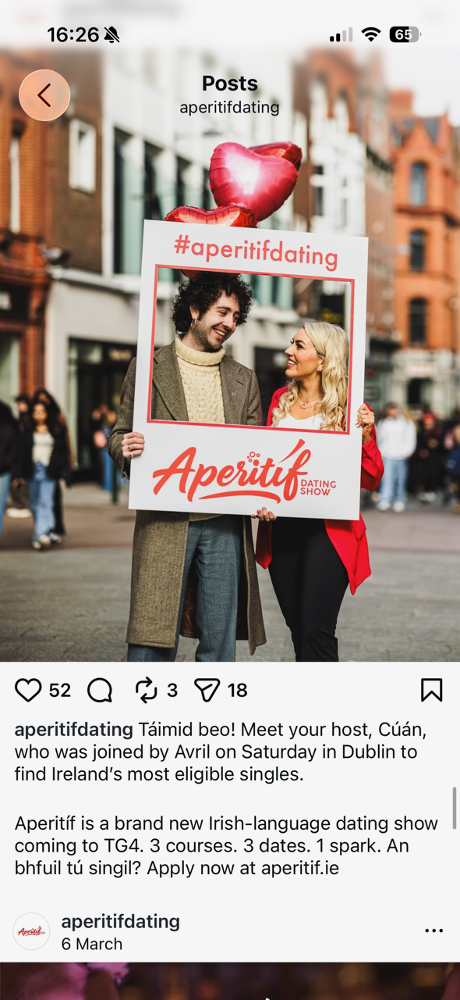 16:26
65
Posts
aperitifdating
#aperitifdating
Aperitíf
DATING
SHOW
52
3
18
aperitifdating Táimid beo! Meet your host, Cúán,
who was joined by Avril on Saturday in Dublin to
find Ireland’s most eligible singles.
Aperitíf is a brand new Irish-language dating show
coming to TG4. 3 courses. 3 dates. 1 spark. An
bhfuil tú singil? Apply now at aperitif.ie
Aperitíf
aperitifdating
6 March